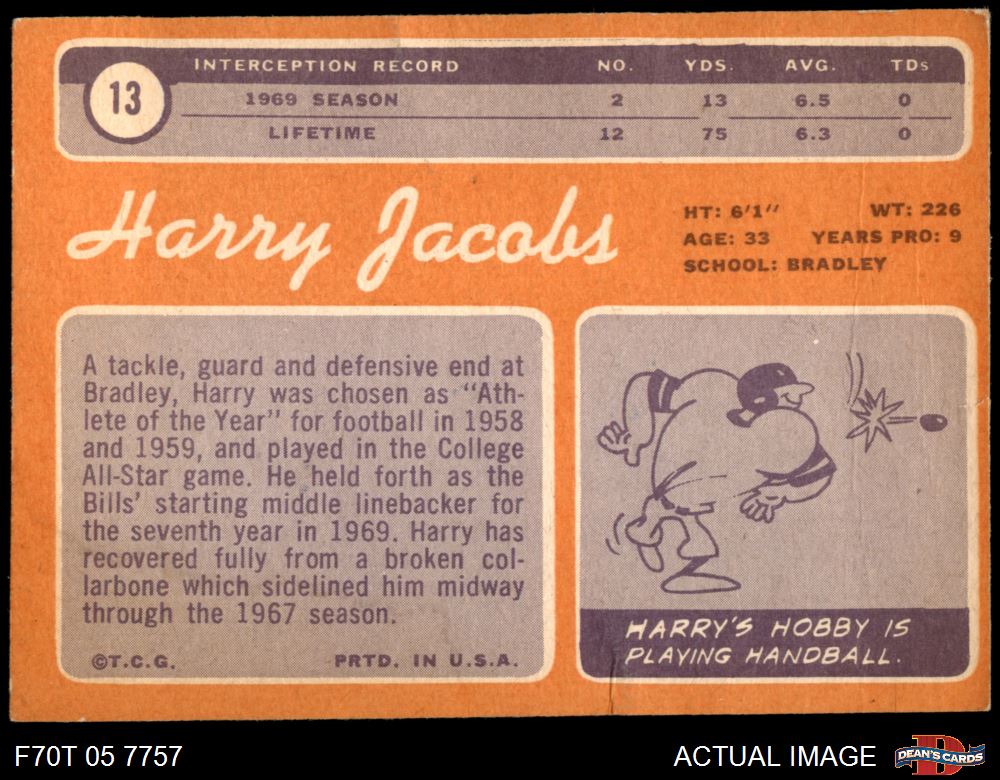 13
INTERCEPTION RECORD NO. YDS. AVG. TDs
1969 SEASON 2 13 6.5 0
LIFETIME 12 75 6.3 0
Harry Jacobs
HT: 6'1" WT: 226
AGE: 33 YEARS PRO: 9
SCHOOL: BRADLEY
A tackle, guard and defensive end at
Bradley, Harry was chosen as "Ath-
lete of the Year" for football in 1958
and 1959, and played in the College
All-Star game. He held forth as the
Bills' starting middle linebacker for
the seventh year in 1969. Harry has
recovered fully from a broken col-
larbone which sidelined him midway
through the 1967 season.
©T.C.G. PRTD. IN U.S.A.
HARRY'S HOBBY IS
PLAYING HANDBALL.
F70T 05 7757
ACTUAL IMAGE
D
DEAN'S CARDS